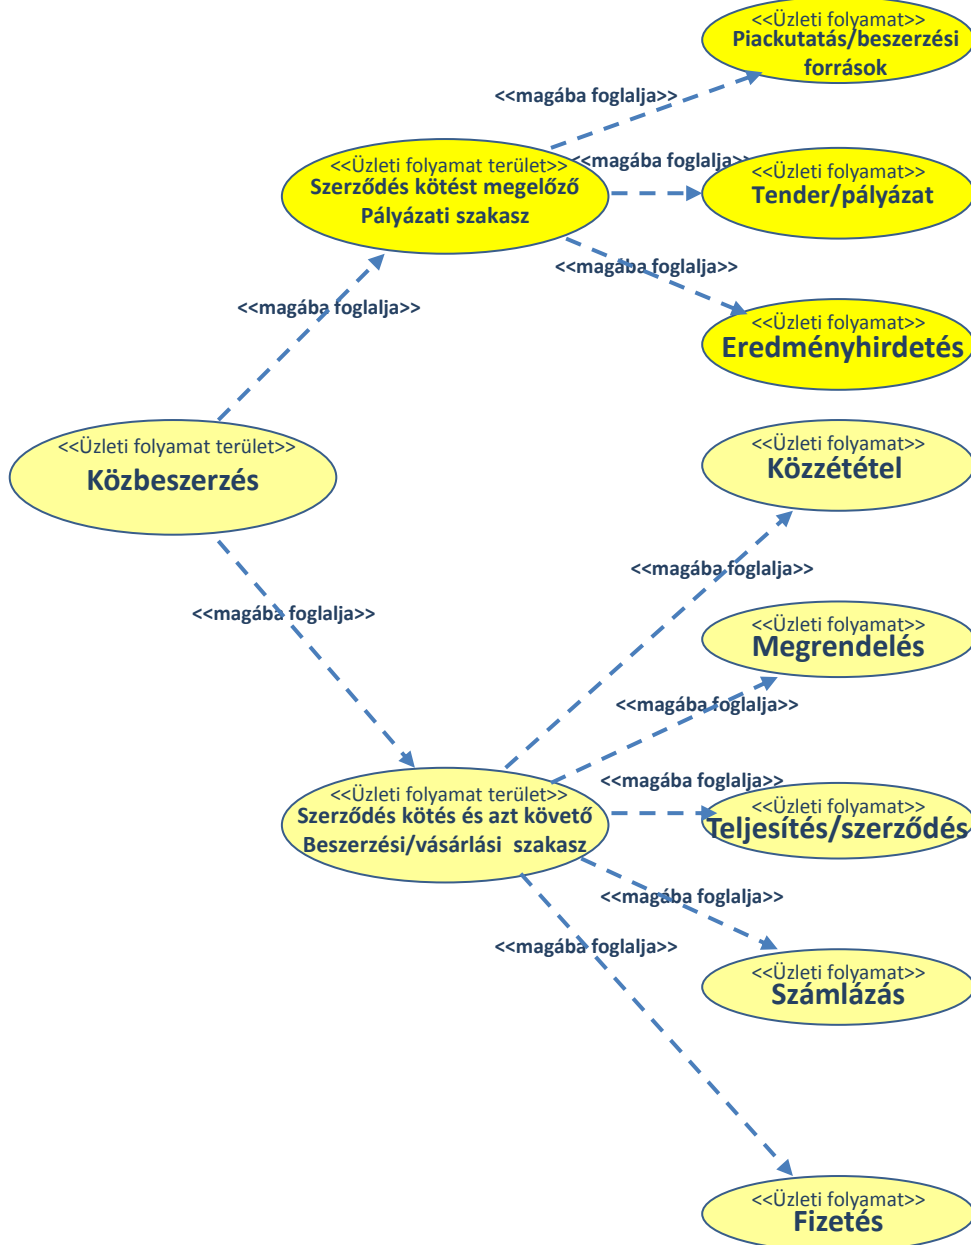 <<Üzleti folyamat>>
Piackutatás/beszerzési
források
<<magába foglalja>>
<<Üzleti folyamat terület>>
Szerződés kötést megelőző
Pályázati szakasz
<<magába foglalja>>
<<Üzleti folyamat>>
Tender/pályázat
<<magába foglalja>>
<<magába foglalja>>
<<Üzleti folyamat>>
Eredményhirdetés
<<Üzleti folyamat terület>>
Közbeszerzés
<<Üzleti folyamat>>
Közzététel
<<magába foglalja>>
<<magába foglalja>>
<<Üzleti folyamat>>
Megrendelés
<<magába foglalja>>
<<Üzleti folyamat terület>>
Szerződés kötés és azt követő
Beszerzési/vásárlási  szakasz
<<magába foglalja>>
<<Üzleti folyamat>>
Teljesítés/szerződés
<<magába foglalja>>
<<magába foglalja>>
<<Üzleti folyamat>>
Számlázás
<<Üzleti folyamat>>
Fizetés